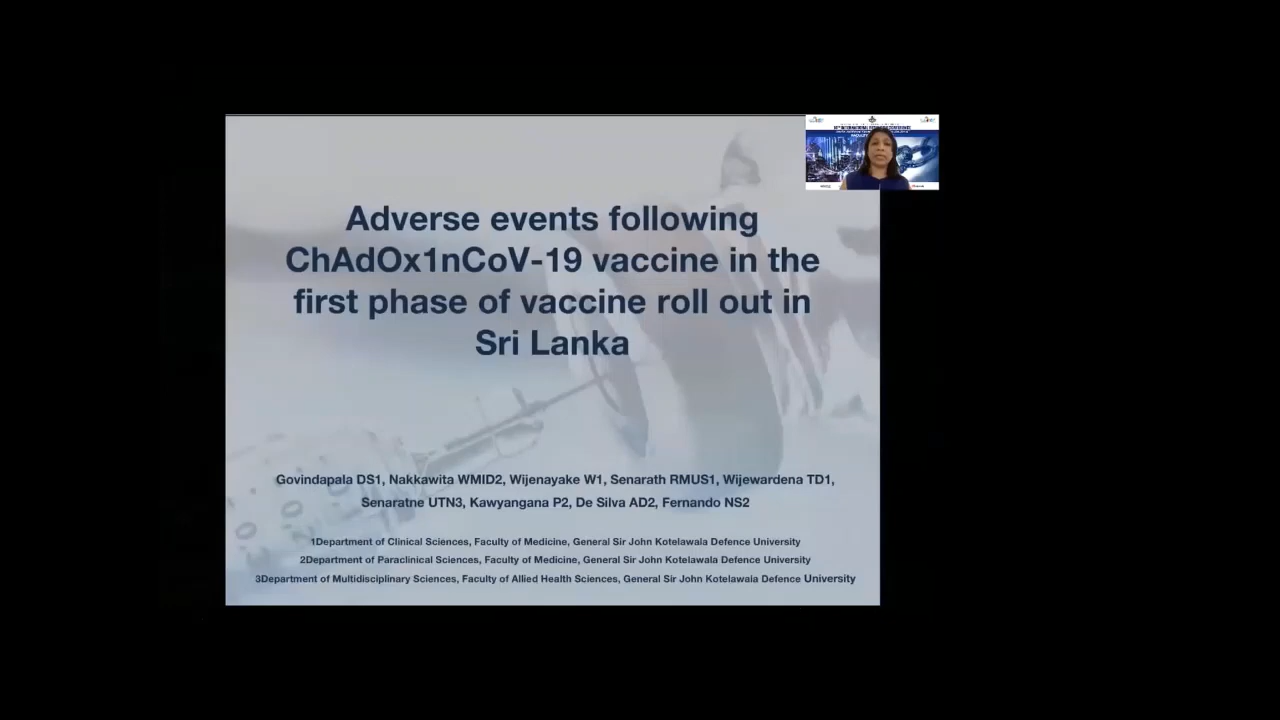 Adverse events following
ChAdOx1nCoV-19 vaccine in the
first phase of vaccine roll out in
Sri Lanka
Govindapala DS1, Nakkawita WMID2, Wijenayake W1, Senarath RMUS1, Wijewardena TD1,
Senaratne UTN3, Kawyangana P2, De Silva AD2, Fernando NS2
1Department of Clinical Sciences, Faculty of Medicine, General Sir John Kotelawala Defence University
2Department of Paraclinical Sciences, Faculty of Medicine, General Sir John Kotelawala Defence University
3Department of Multidisciplinary Sciences, Faculty of Allied Health Sciences, General Sir John Kotelawala Defence University